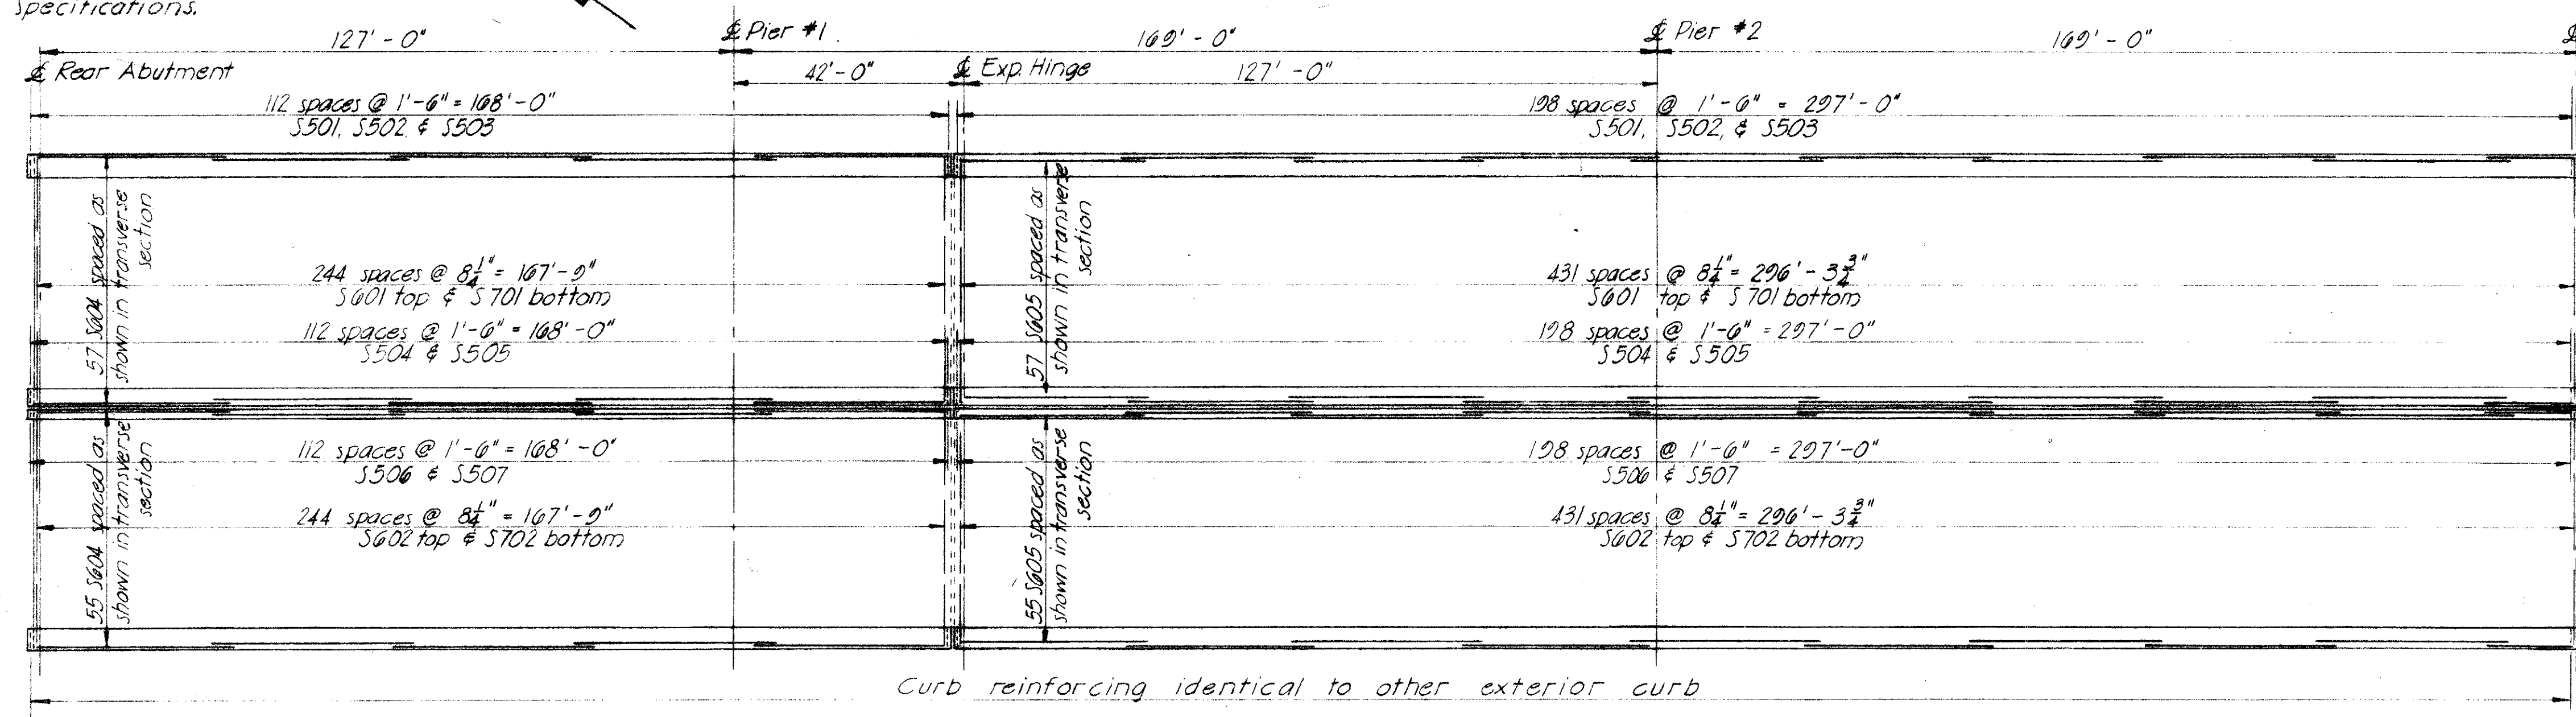 specifications.
127'-0"
℄ Pier #1
169'-0"
℄ Pier #2
169'-0"
℄ Rear Abutment
42'-0"
℄ Exp. Hinge
127'-0"
112 spaces @ 1'-6" = 168'-0"
S501, S502 & S503
198 spaces @ 1'-6" = 297'-0"
S501, S502, & S503
57 S604 spaced as
shown in transverse
section
244 spaces @ 8¼" = 167'-9"
S601 top & S701 bottom
112 spaces @ 1'-6" = 168'-0"
S504 & S505
57 S605 spaced as
shown in transverse
section
431 spaces @ 8¼" = 296'-3¾"
S601 top & S701 bottom
198 spaces @ 1'-6" = 297'-0"
S504 & S505
55 S604 spaced as
shown in transverse
section
112 spaces @ 1'-6" = 168'-0"
S506 & S507
244 spaces @ 8¼" = 167'-9"
S602 top & S702 bottom
55 S605 spaced as
shown in transverse
section
198 spaces @ 1'-6" = 297'-0"
S506 & S507
431 spaces @ 8¼" = 296'-3¾"
S602 top & S702 bottom
Curb reinforcing identical to other exterior curb